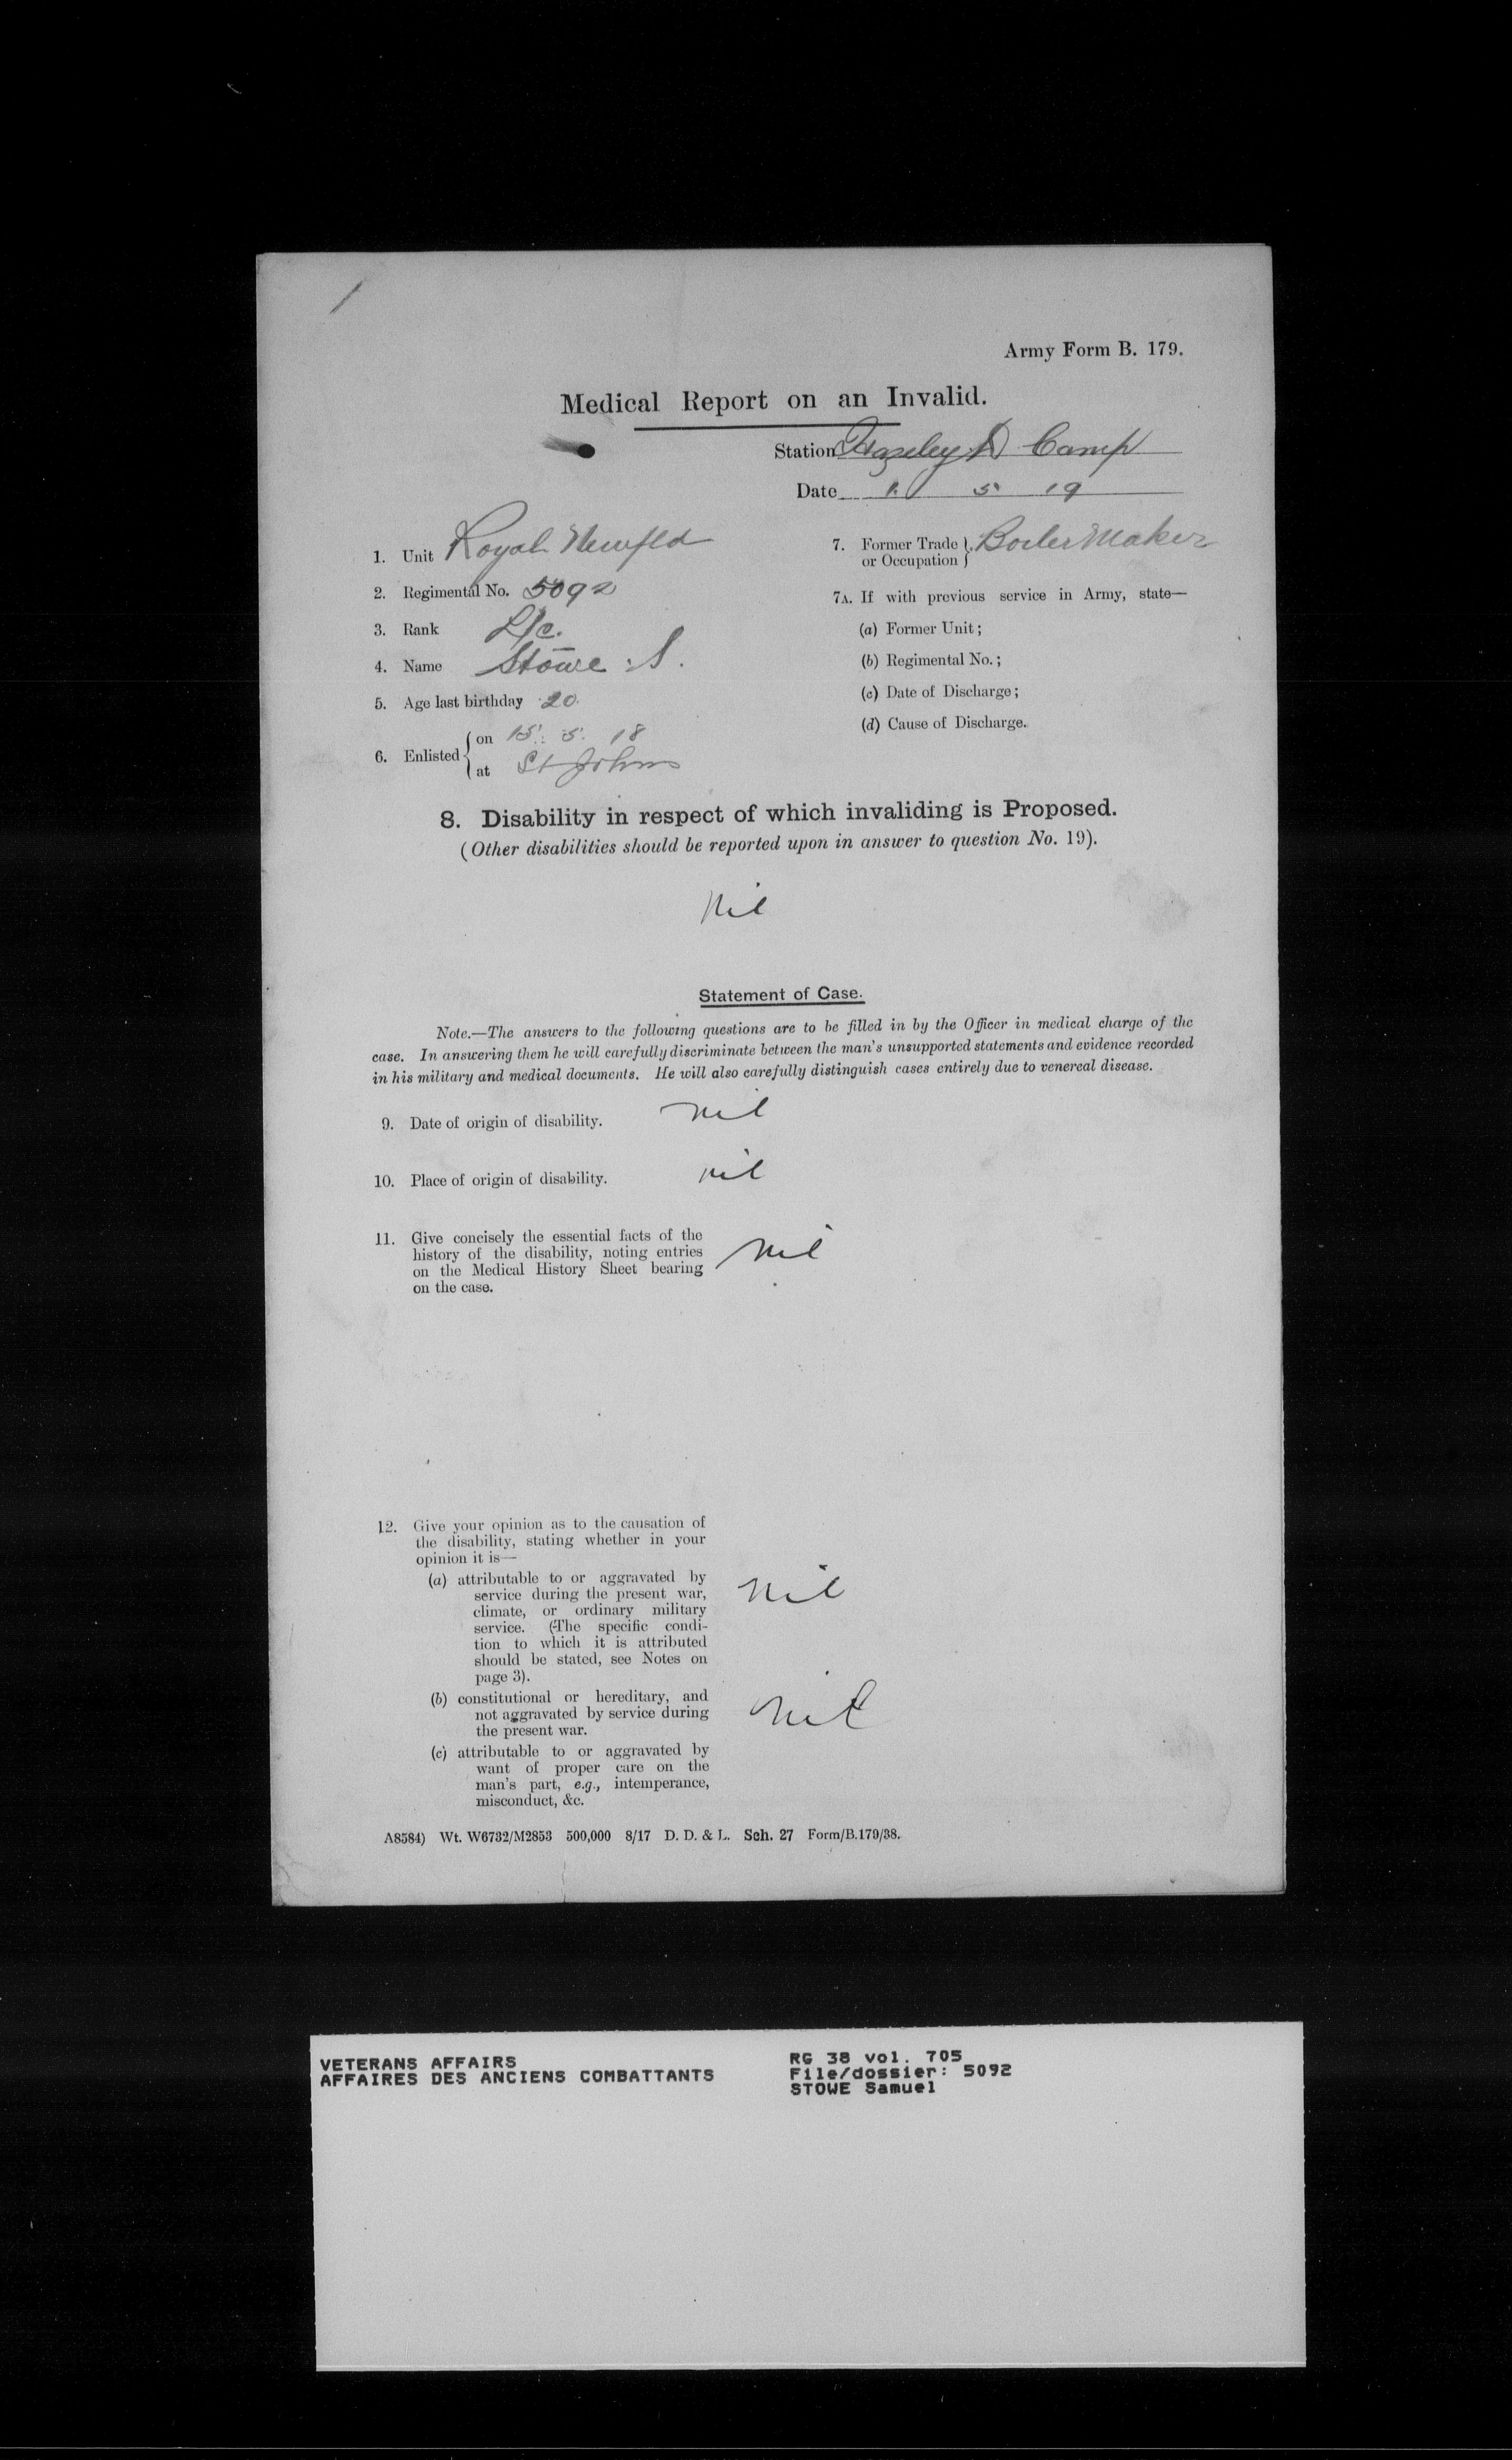 Army Form B. 179.
Medical Report on an Invalid.
Station Hazeley D Camp
Date 1. 5 19
1. Unit Royal Newfld
2. Regimental No. 5092
3. Rank L/c.
4. Name Stowe S.
5. Age last birthday 20
6. Enlisted { on 15. 5. 18
at St Johns
7. Former Trade or Occupation } Boiler Maker
7A. If with previous service in Army, state—
(a) Former Unit;
(b) Regimental No.;
(c) Date of Discharge;
(d) Cause of Discharge.
8. Disability in respect of which invaliding is Proposed.
(Other disabilities should be reported upon in answer to question No. 19).
Nil
Statement of Case.
Note.—The answers to the following questions are to be filled in by the Officer in medical charge of the
case. In answering them he will carefully discriminate between the man's unsupported statements and evidence recorded
in his military and medical documents. He will also carefully distinguish cases entirely due to venereal disease.
9. Date of origin of disability. nil
10. Place of origin of disability. nil
11. Give concisely the essential facts of the
history of the disability, noting entries
on the Medical History Sheet bearing
on the case.
nil
12. Give your opinion as to the causation of
the disability, stating whether in your
opinion it is—
(a) attributable to or aggravated by
service during the present war,
climate, or ordinary military
service. (The specific condi-
tion to which it is attributed
should be stated, see Notes on
page 3).
nil
(b) constitutional or hereditary, and
not aggravated by service during
the present war.
nil
(c) attributable to or aggravated by
want of proper care on the
man's part, e.g., intemperance,
misconduct, &c.
A8584) Wt. W6732/M2853 500,000 8/17 D. D. & L. Sch. 27 Form/B.179/38.
VETERANS AFFAIRS
AFFAIRES DES ANCIENS COMBATTANTS
RG 38 vol. 705
File/dossier: 5092
STOWE Samuel